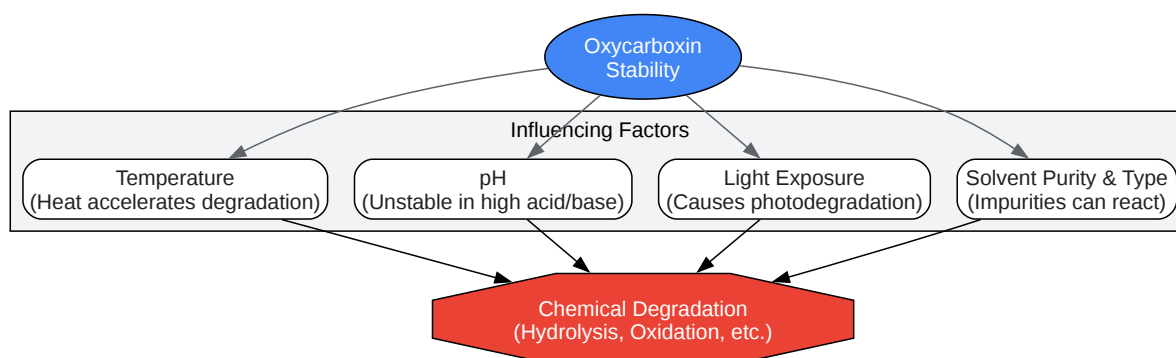 Oxycarboxin
Stability
Influencing Factors
Temperature
(Heat accelerates degradation)
pH
(Unstable in high acid/base)
Light Exposure
(Causes photodegradation)
Solvent Purity & Type
(Impurities can react)
Chemical Degradation
(Hydrolysis, Oxidation, etc.)